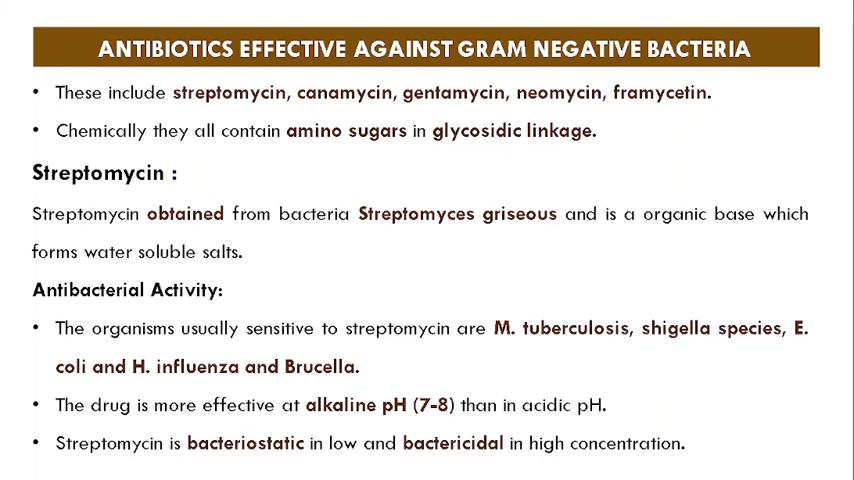 ANTIBIOTICS EFFECTIVE AGAINST GRAM NEGATIVE BACTERIA
• These include streptomycin, canamycin, gentamycin, neomycin, framycetin.
• Chemically they all contain amino sugars in glycosidic linkage.
Streptomycin :
Streptomycin obtained from bacteria Streptomyces griseous and is a organic base which
forms water soluble salts.
Antibacterial Activity:
• The organisms usually sensitive to streptomycin are M. tuberculosis, shigella species, E.
coli and H. influenza and Brucella.
• The drug is more effective at alkaline pH (7-8) than in acidic pH.
• Streptomycin is bacteriostatic in low and bactericidal in high concentration.